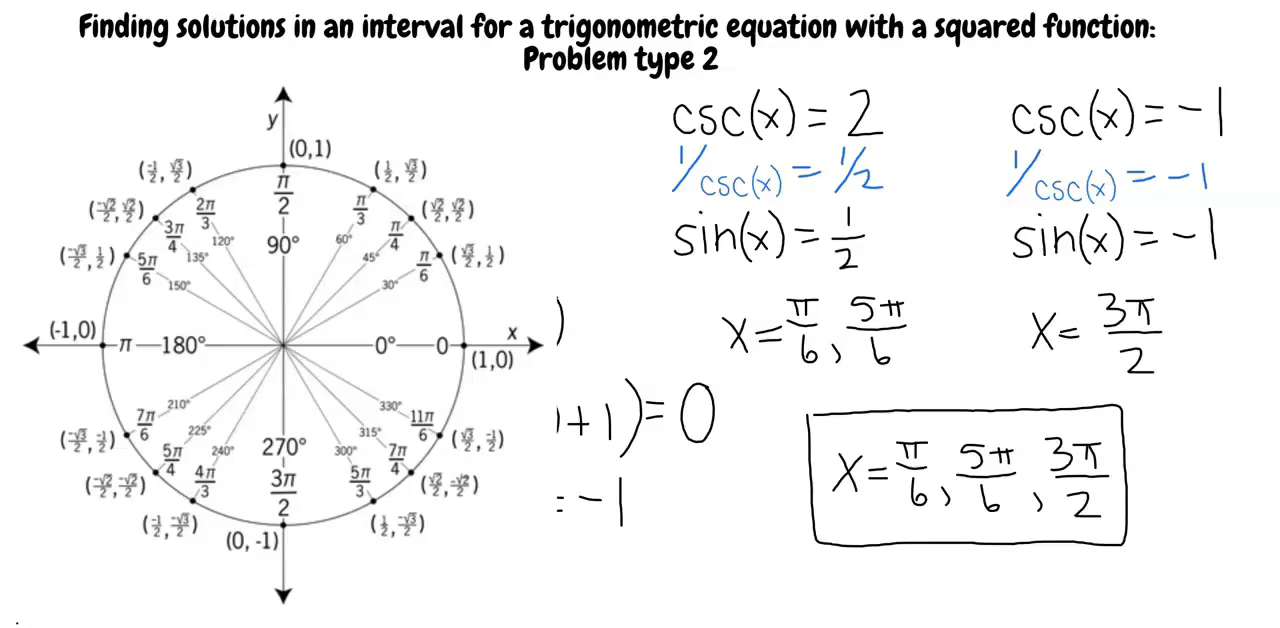 Finding solutions in an interval for a trigonometric equation with a squared function:
Problem type 2
y
(0,1)
(-1/2, √3/2)
(1/2, √3/2)
(-√2/2, √2/2)
2π/3
π/2
π/3
(√2/2, √2/2)
3π/4
120°
90°
60°
π/4
(-√3/2, 1/2)
5π/6
135°
45°
π/6
(√3/2, 1/2)
150°
30°
(-1,0)
π
180°
0°
0
x
(1,0)
210°
330°
(-√3/2, -1/2)
7π/6
225°
315°
11π/6
(√3/2, -1/2)
5π/4
240°
270°
300°
7π/4
(-√2/2, -√2/2)
4π/3
3π/2
5π/3
(√2/2, -√2/2)
(-1/2, -√3/2)
(1/2, -√3/2)
(0, -1)
)
+ 1) = 0
= -1
csc(x) = 2
1/csc(x) = 1/2
sin(x) = 1/2
x = π/6, 5π/6
csc(x) = -1
1/csc(x) = -1
sin(x) = -1
x = 3π/2
x = π/6, 5π/6, 3π/2